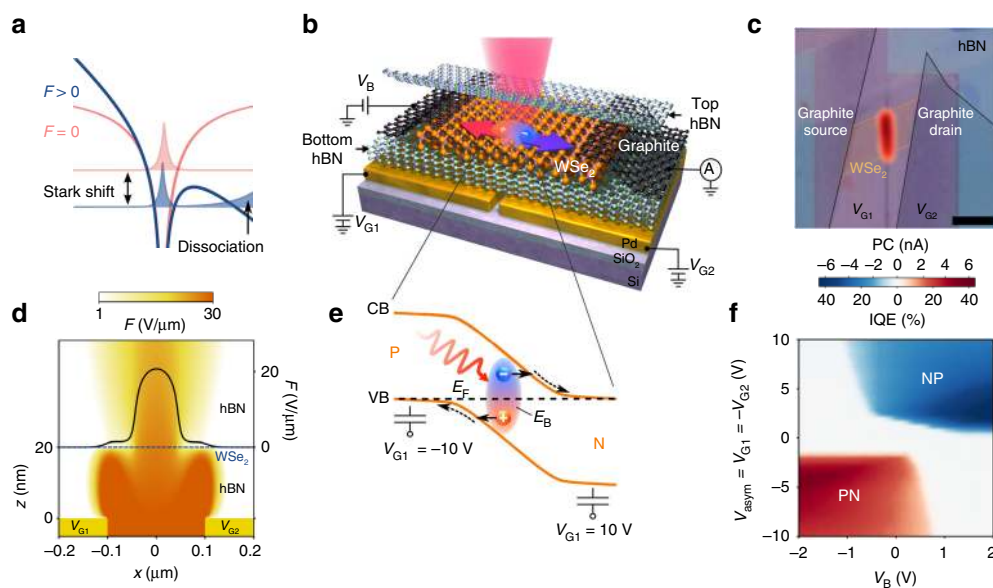 a
F > 0
F = 0
Stark shift
Dissociation
b
V_B
Bottom
hBN
V_G1
Top
hBN
Graphite
WSe₂
A
Pd
SiO₂
Si
V_G2
c
hBN
Graphite
source
Graphite
drain
WSe₂
V_G1
V_G2
PC (nA)
−6 −4 −2 0 2 4 6
40 20 0 20 40
IQE (%)
d
1 30
F (V/μm)
z (nm)
20
0
hBN
WSe₂
hBN
20
0
F (V/μm)
V_G1
V_G2
−0.2 −0.1 0 0.1 0.2
x (μm)
e
CB
P
VB
E_F
−
+
E_B
N
V_G1 = −10 V
V_G1 = 10 V
f
V_asym = V_G1 = −V_G2 (V)
10
5
0
−5
−10
NP
PN
−2 −1 0 1 2
V_B (V)